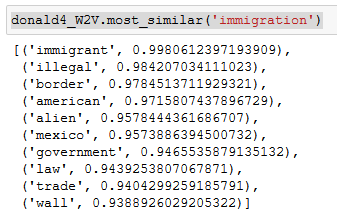 donald4_W2V.most_similar('immigration')
[('immigrant', 0.9980612397193909),
('illegal', 0.984207034111023),
('border', 0.9784513711929321),
('american', 0.9715807437896729),
('alien', 0.9578444361686707),
('mexico', 0.9573886394500732),
('government', 0.9465535879135132),
('law', 0.9439253807067871),
('trade', 0.9404299259185791),
('wall', 0.9388926029205322)]